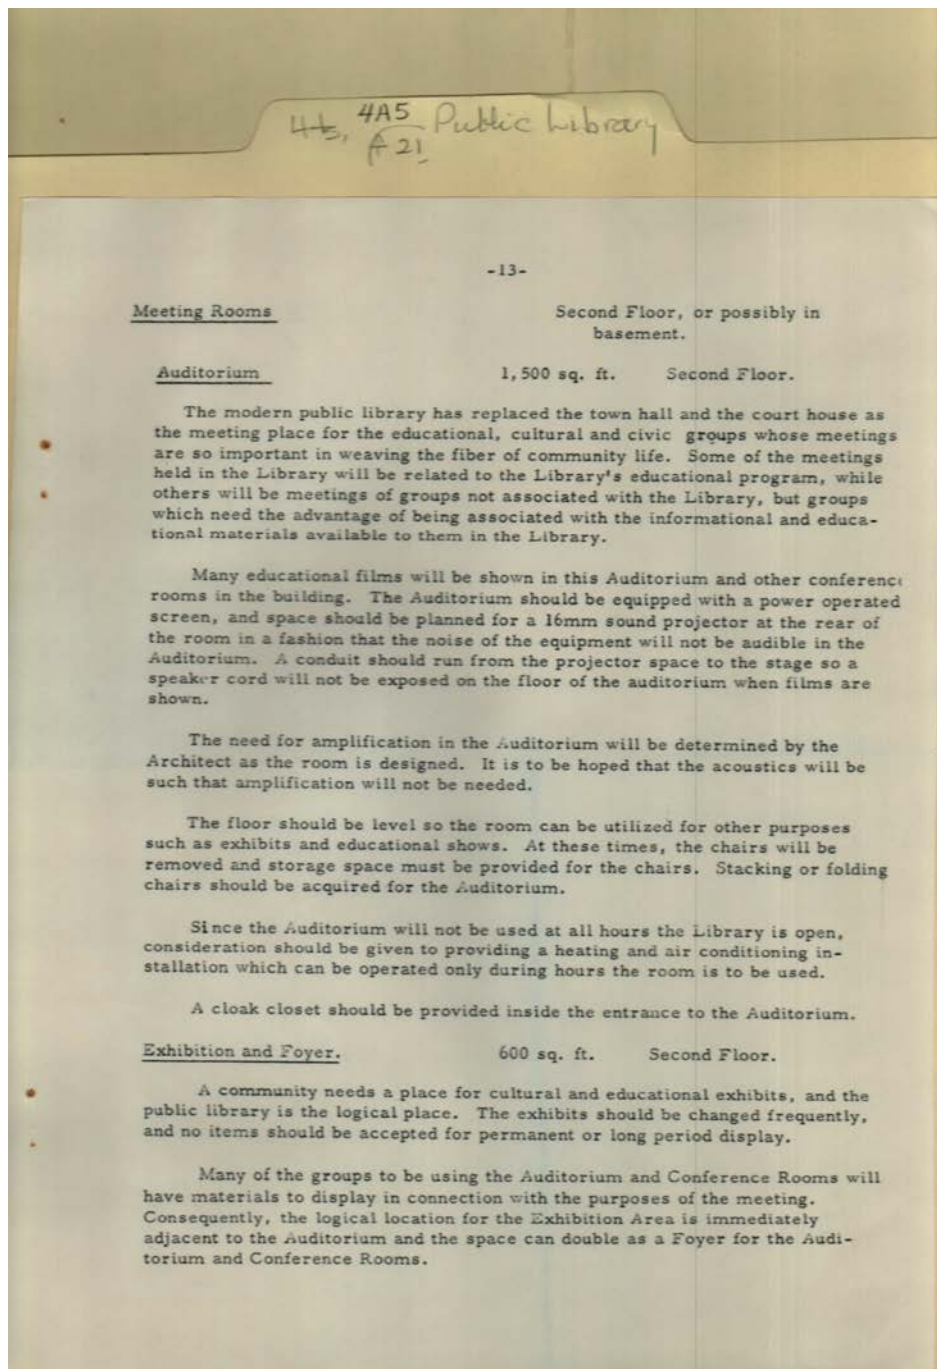 4A5 Public Library
A 21
-13-
Meeting Rooms Second Floor, or possibly in
basement.
Auditorium 1,500 sq. ft. Second Floor.
The modern public library has replaced the town hall and the court house as
the meeting place for the educational, cultural and civic groups whose meetings
are so important in weaving the fiber of community life. Some of the meetings
held in the Library will be related to the Library's educational program, while
others will be meetings of groups not associated with the Library, but groups
which need the advantage of being associated with the informational and educa-
tional materials available to them in the Library.
Many educational films will be shown in this Auditorium and other conference
rooms in the building. The Auditorium should be equipped with a power operated
screen, and space should be planned for a 16mm sound projector at the rear of
the room in a fashion that the noise of the equipment will not be audible in the
Auditorium. A conduit should run from the projector space to the stage so a
speaker cord will not be exposed on the floor of the auditorium when films are
shown.
The need for amplification in the Auditorium will be determined by the
Architect as the room is designed. It is to be hoped that the acoustics will be
such that amplification will not be needed.
The floor should be level so the room can be utilized for other purposes
such as exhibits and educational shows. At these times, the chairs will be
removed and storage space must be provided for the chairs. Stacking or folding
chairs should be acquired for the Auditorium.
Since the Auditorium will not be used at all hours the Library is open,
consideration should be given to providing a heating and air conditioning in-
stallation which can be operated only during hours the room is to be used.
A cloak closet should be provided inside the entrance to the Auditorium.
Exhibition and Foyer. 600 sq. ft. Second Floor.
A community needs a place for cultural and educational exhibits, and the
public library is the logical place. The exhibits should be changed frequently,
and no items should be accepted for permanent or long period display.
Many of the groups to be using the Auditorium and Conference Rooms will
have materials to display in connection with the purposes of the meeting.
Consequently, the logical location for the Exhibition Area is immediately
adjacent to the Auditorium and the space can double as a Foyer for the Audi-
torium and Conference Rooms.